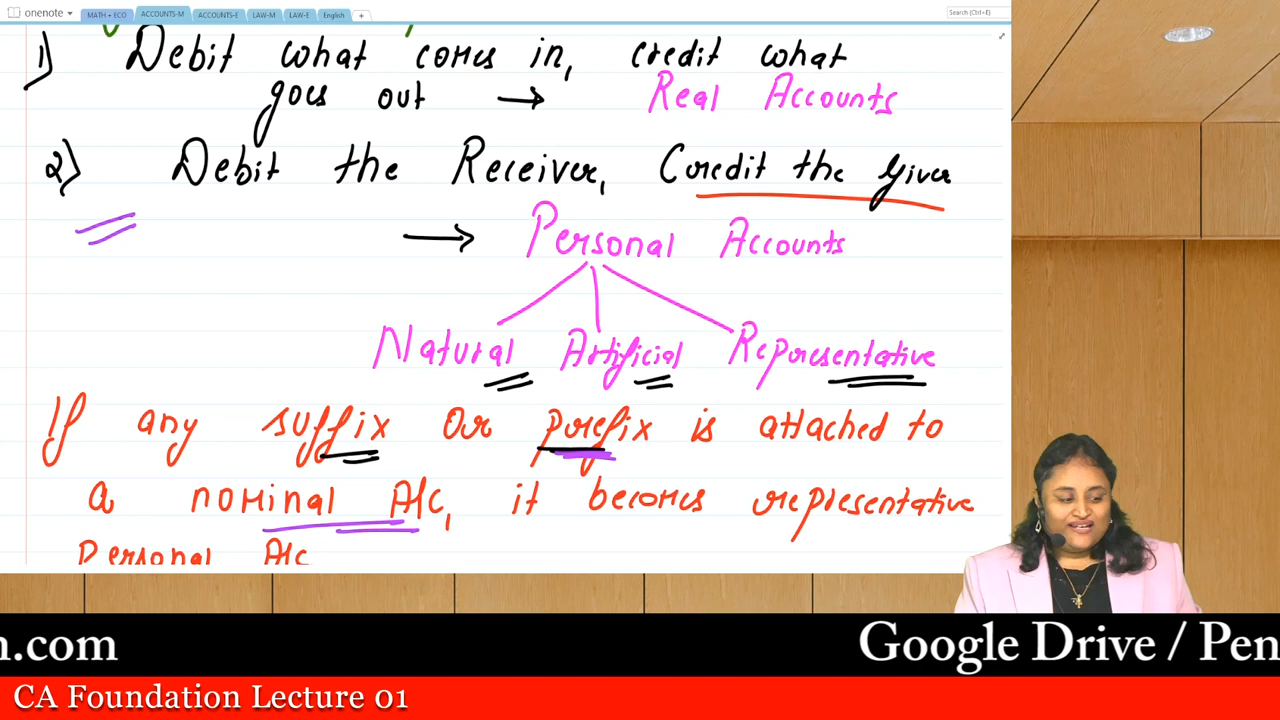 onenote
MATH + ECO
ACCOUNTS-M
ACCOUNTS-E
LAW-M
LAW-E
English
+
Search (Ctrl+E)
1) Debit what comes in, credit what
goes out → Real Accounts
2) Debit the Receiver, Credit the Giver
→ Personal Accounts
Natural Artificial Representative
If any suffix or prefix is attached to
a nominal A/c, it becomes representative
Personal A/c
n.com
Google Drive / Pen
CA Foundation Lecture 01